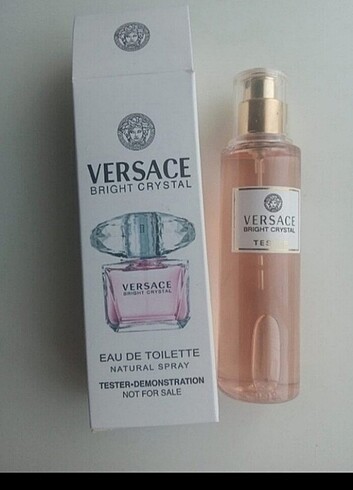 VERSACE
BRIGHT CRYSTAL
VERSACE
BRIGHT CRYSTAL
EAU DE TOILETTE
NATURAL SPRAY
TESTER•DEMONSTRATION
NOT FOR SALE
VERSACE
BRIGHT CRYSTAL